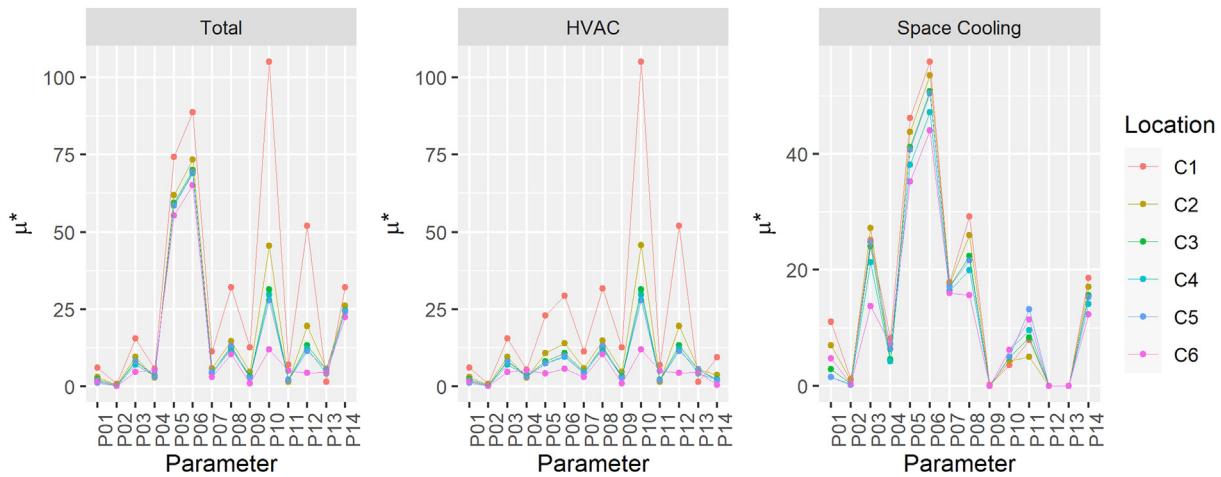 Total
HVAC
Space Cooling
μ*
100
75
50
25
0
P01 P02 P03 P04 P05 P06 P07 P08 P09 P10 P11 P12 P13 P14
Parameter
μ*
100
75
50
25
0
P01 P02 P03 P04 P05 P06 P07 P08 P09 P10 P11 P12 P13 P14
Parameter
μ*
40
20
0
P01 P02 P03 P04 P05 P06 P07 P08 P09 P10 P11 P12 P13 P14
Parameter
Location
C1
C2
C3
C4
C5
C6